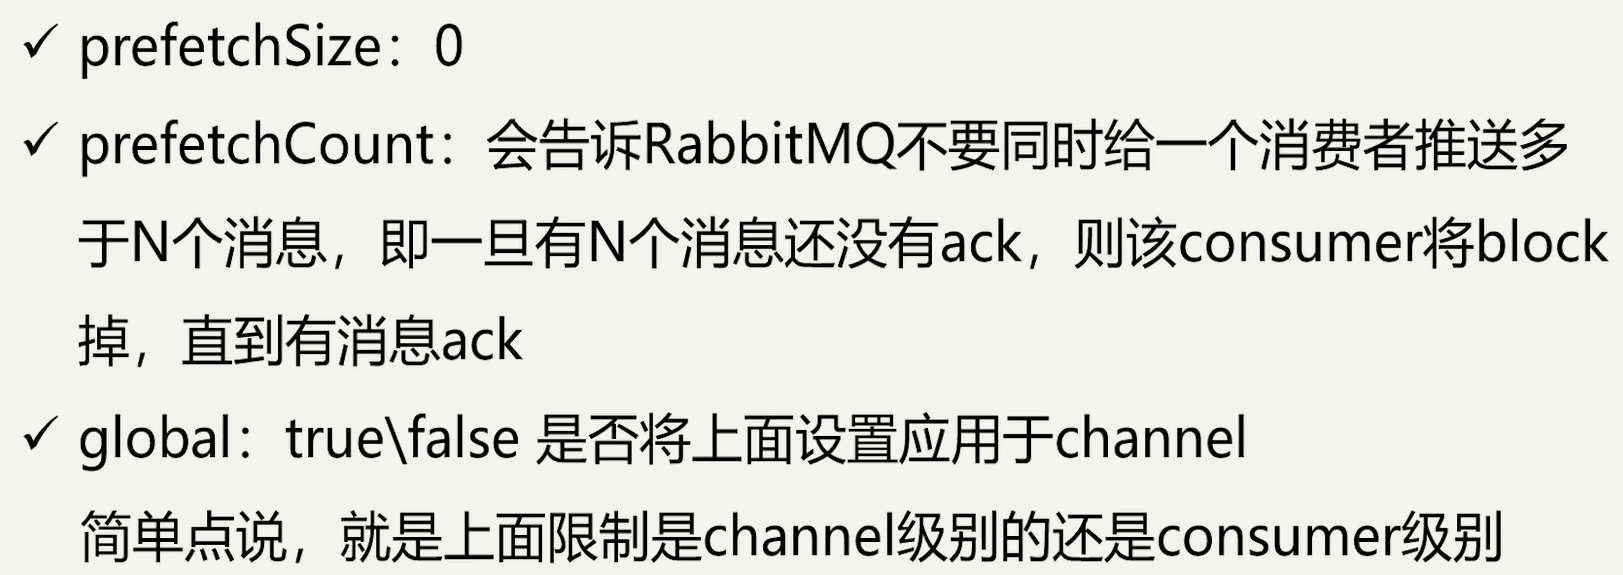 ✓ prefetchSize：0
✓ prefetchCount：会告诉RabbitMQ不要同时给一个消费者推送多
于N个消息，即一旦有N个消息还没有ack，则该consumer将block
掉，直到有消息ack
✓ global：true\false 是否将上面设置应用于channel
简单点说，就是上面限制是channel级别的还是consumer级别